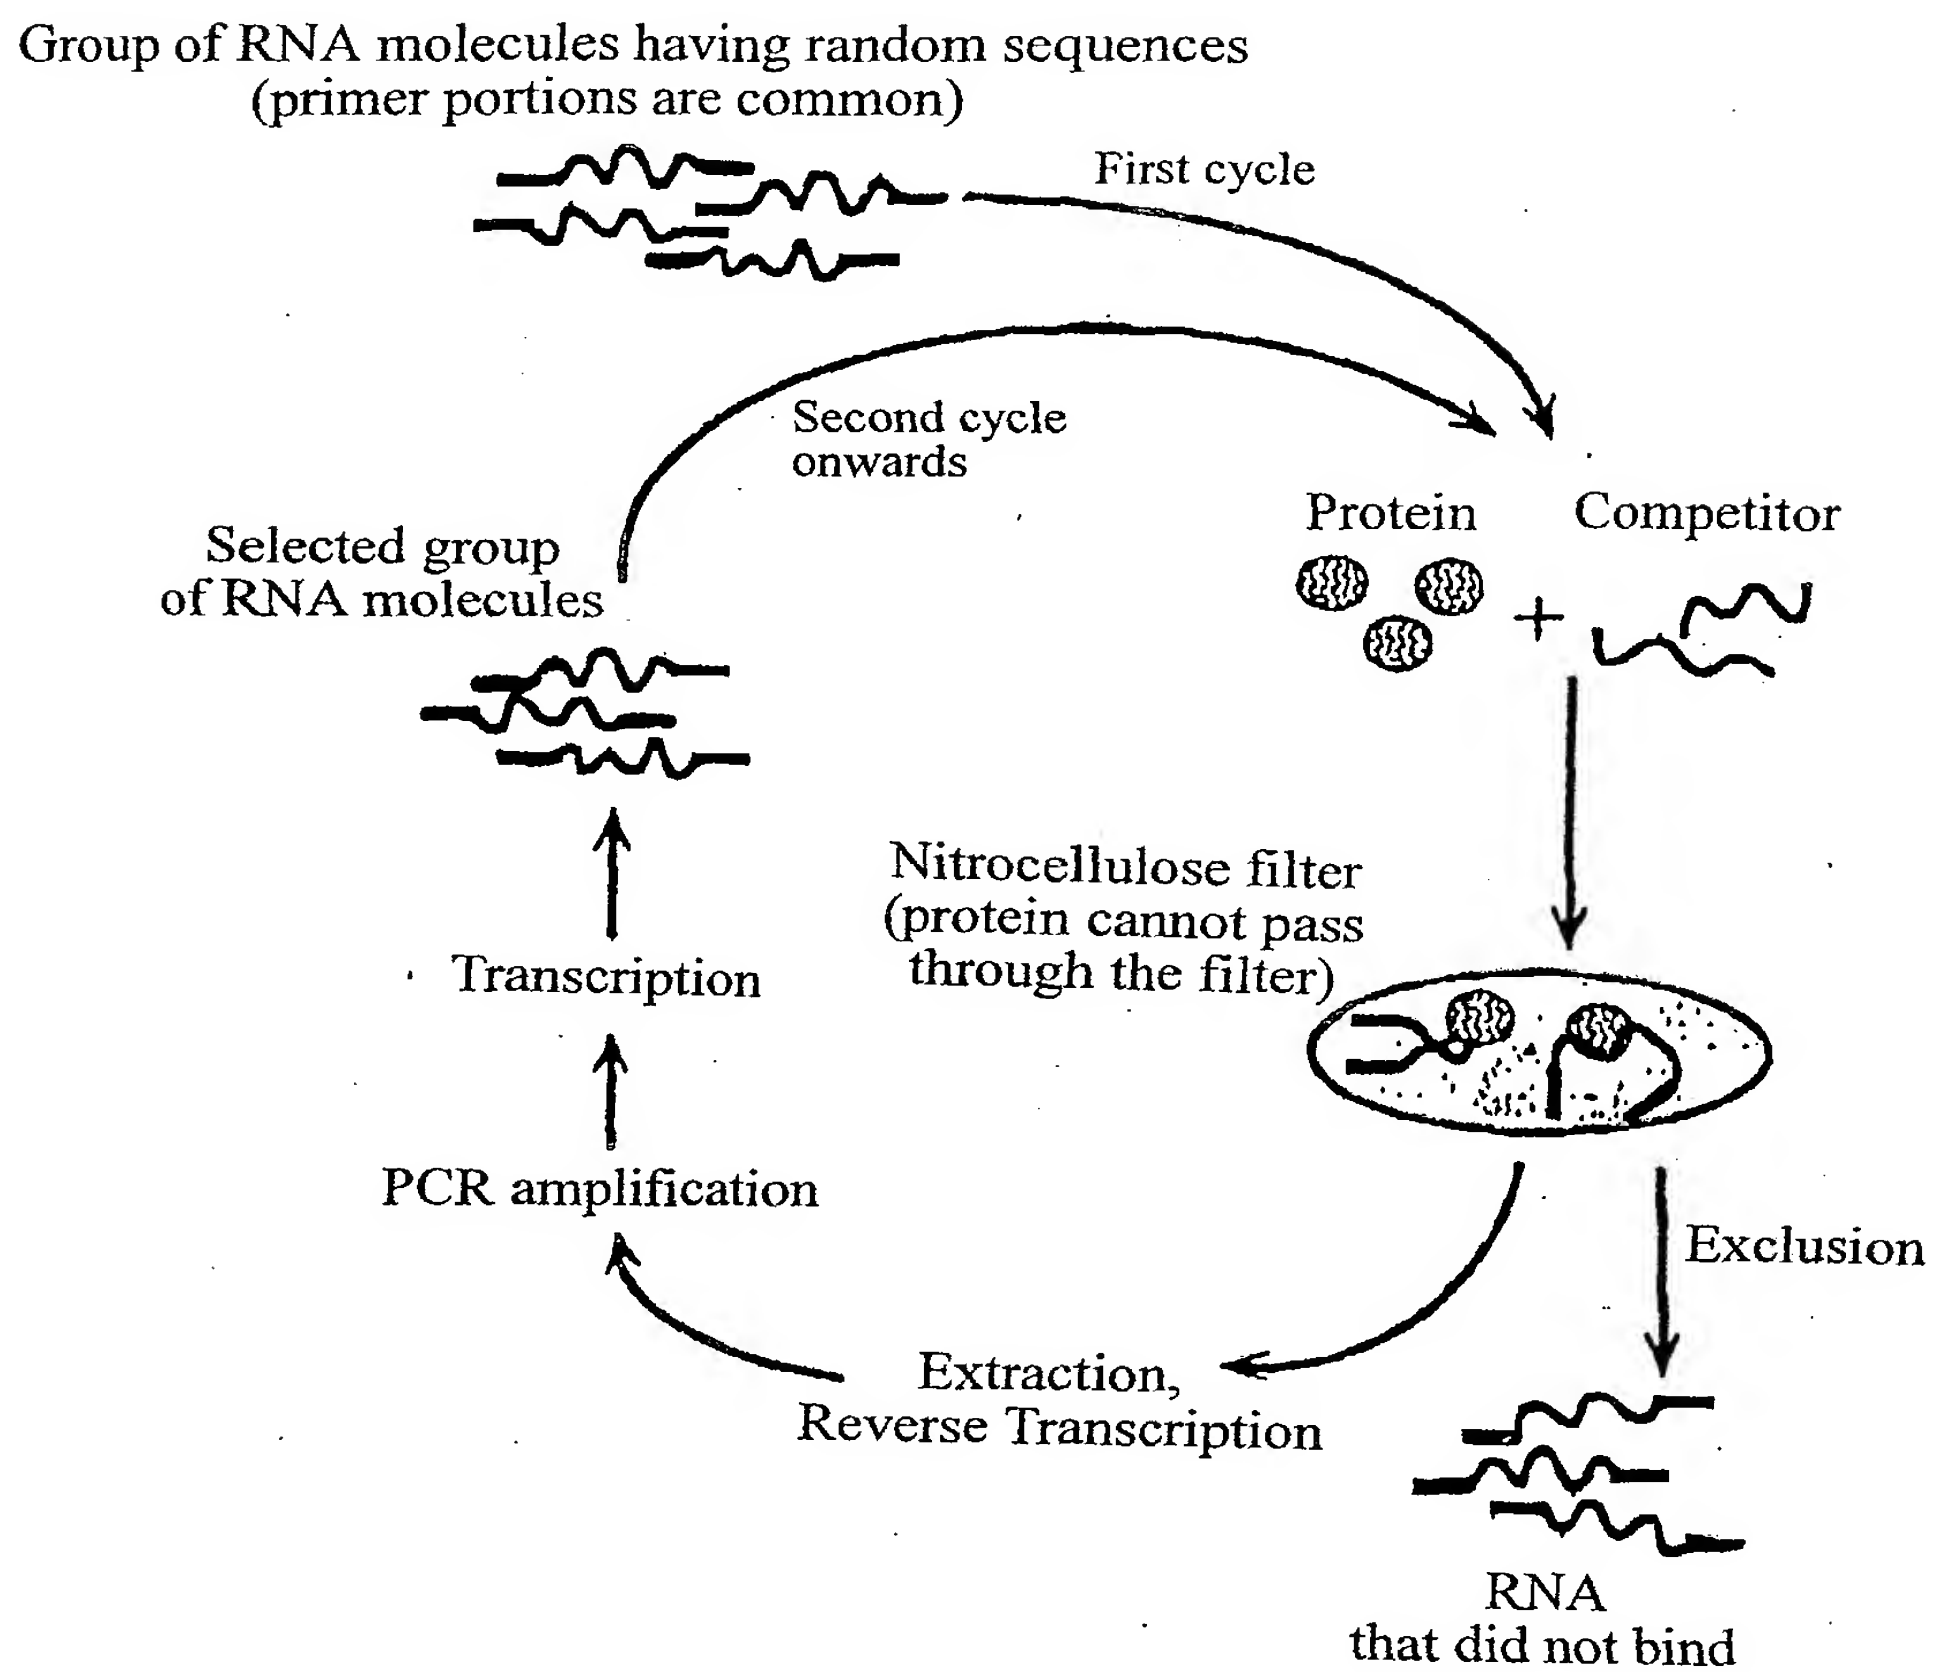 Group of RNA molecules having random sequences
(primer portions are common)
First cycle
Second cycle
onwards
Protein + Competitor
Selected group
of RNA molecules
Nitrocellulose filter
(protein cannot pass
through the filter)
Transcription
PCR amplification
Exclusion
Extraction,
Reverse Transcription
RNA
that did not bind